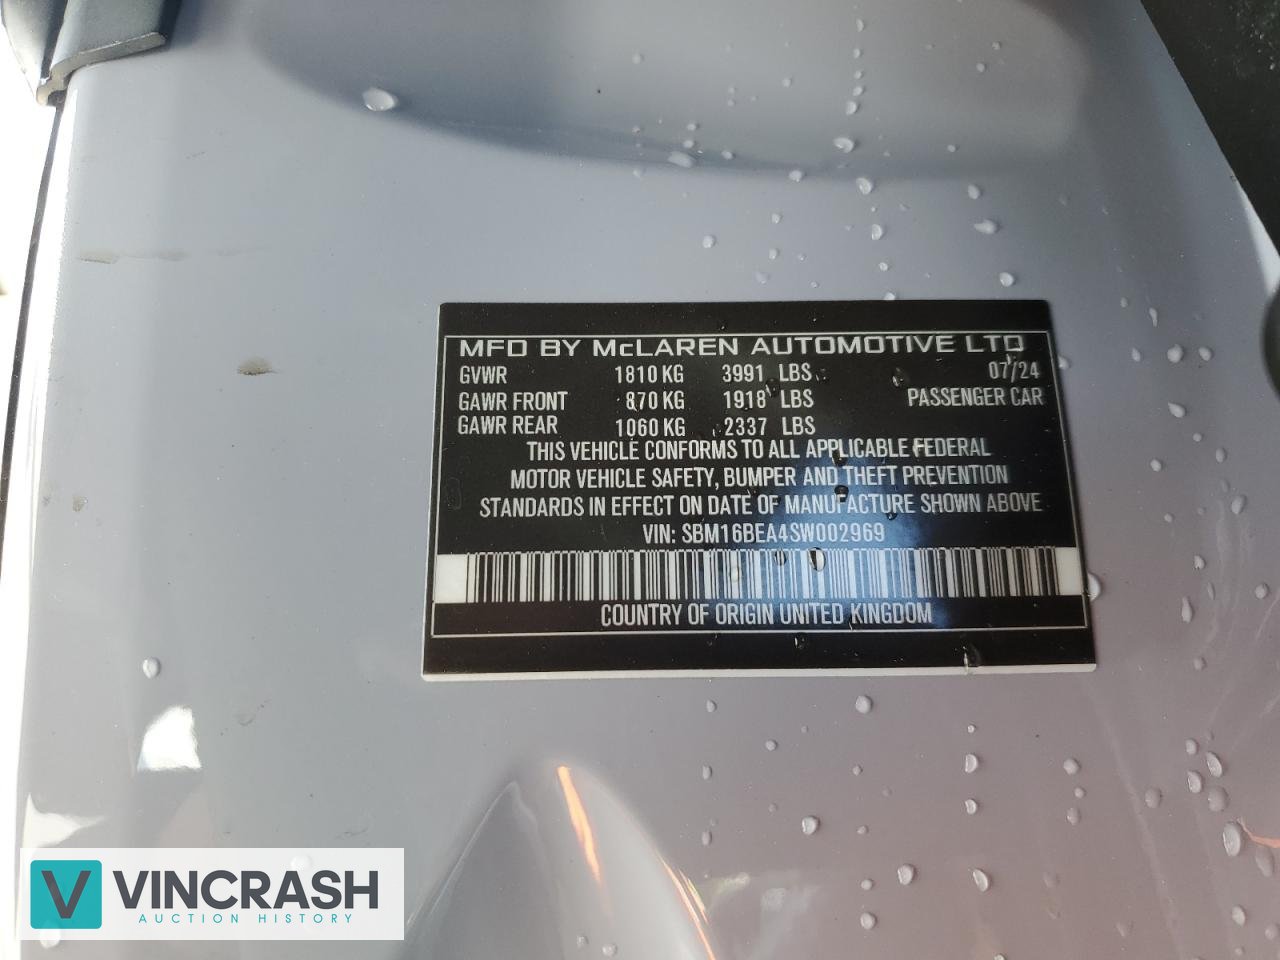 MFD BY McLAREN AUTOMOTIVE LTD
GVWR 1810 KG 3991 LBS 07/24
GAWR FRONT 870 KG 1918 LBS PASSENGER CAR
GAWR REAR 1060 KG 2337 LBS
THIS VEHICLE CONFORMS TO ALL APPLICABLE FEDERAL
MOTOR VEHICLE SAFETY, BUMPER AND THEFT PREVENTION
STANDARDS IN EFFECT ON DATE OF MANUFACTURE SHOWN ABOVE
VIN: SBM16BEA4SW002969
COUNTRY OF ORIGIN UNITED KINGDOM
V VINCRASH
AUCTION HISTORY